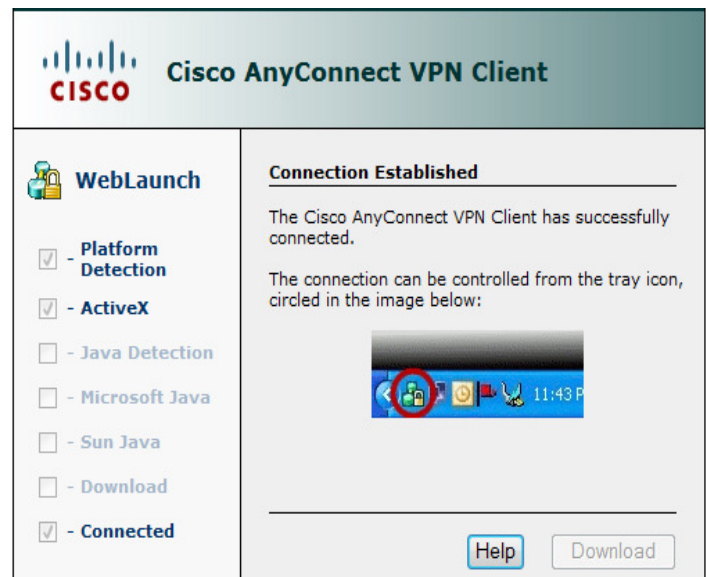 CISCO
Cisco AnyConnect VPN Client
WebLaunch
- Platform
Detection
- ActiveX
- Java Detection
- Microsoft Java
- Sun Java
- Download
- Connected
Connection Established
The Cisco AnyConnect VPN Client has successfully
connected.
The connection can be controlled from the tray icon,
circled in the image below:
11:43 P
Help
Download